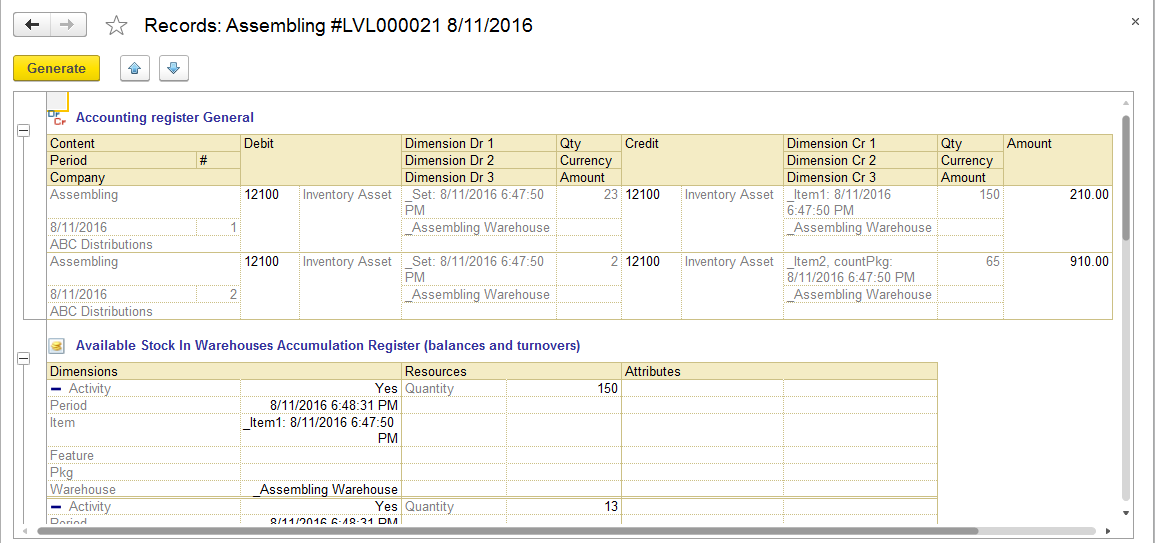 Records: Assembling #LVL000021 8/11/2016
×
Generate
Dr Cr Accounting register General
Content Debit Dimension Dr 1 Qty Credit Dimension Cr 1 Qty Amount
Period # Dimension Dr 2 Currency Dimension Cr 2 Currency
Company Dimension Dr 3 Amount Dimension Cr 3 Amount
Assembling 12100 Inventory Asset _Set: 8/11/2016 6:47:50 23 12100 Inventory Asset _Item1: 8/11/2016 150 210.00
PM 6:47:50 PM
8/11/2016 1 _Assembling Warehouse _Assembling Warehouse
ABC Distributions
Assembling 12100 Inventory Asset _Set: 8/11/2016 6:47:50 2 12100 Inventory Asset _Item2, countPkg: 65 910.00
PM 8/11/2016 6:47:50 PM
8/11/2016 2 _Assembling Warehouse _Assembling Warehouse
ABC Distributions
Available Stock In Warehouses Accumulation Register (balances and turnovers)
Dimensions Resources Attributes
Activity Yes Quantity 150
Period 8/11/2016 6:48:31 PM
Item _Item1: 8/11/2016 6:47:50
PM
Feature
Pkg
Warehouse _Assembling Warehouse
Activity Yes Quantity 13
Period 8/11/2016 6:48:31 PM